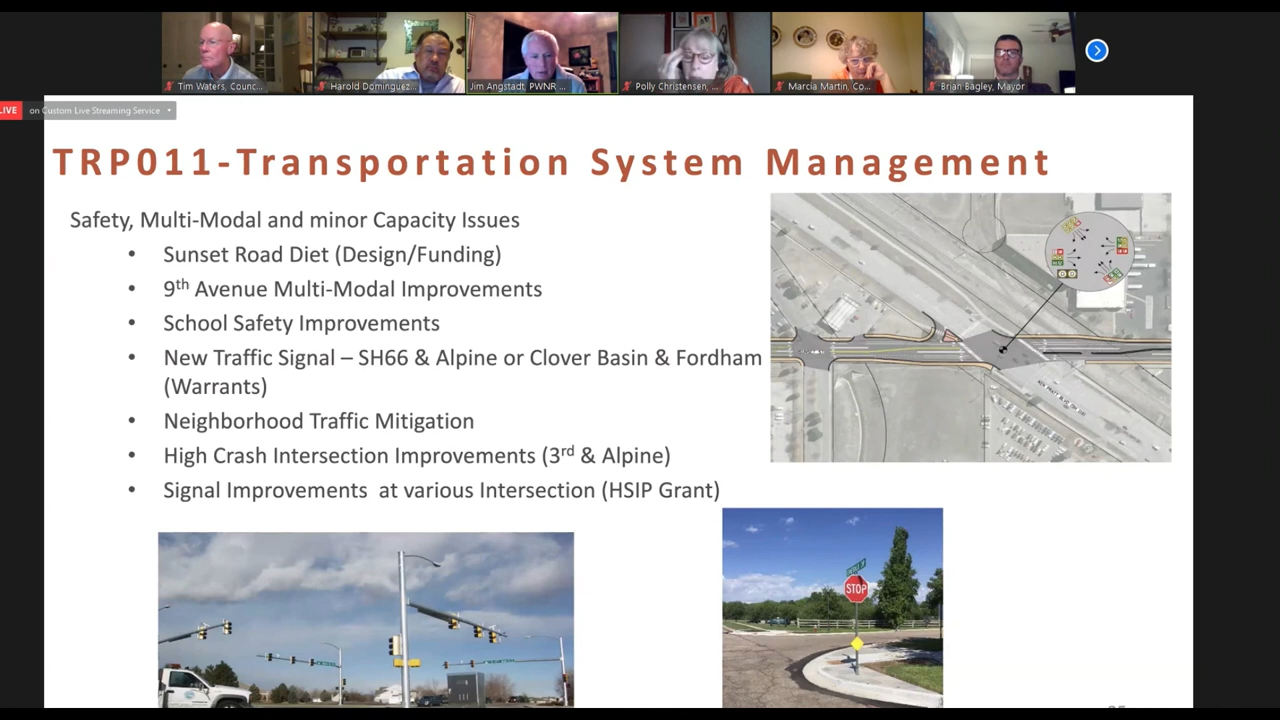 Tim Waters, Counc...
Harold Dominguez...
Jim Angstadt, PWNR ...
Polly Christensen, ...
Marcia Martin, Co...
Brian Bagley, Mayor
LIVE on Custom Live Streaming Service
TRP011-Transportation System Management
Safety, Multi-Modal and minor Capacity Issues
• Sunset Road Diet (Design/Funding)
• 9th Avenue Multi-Modal Improvements
• School Safety Improvements
• New Traffic Signal – SH66 & Alpine or Clover Basin & Fordham
(Warrants)
• Neighborhood Traffic Mitigation
• High Crash Intersection Improvements (3rd & Alpine)
• Signal Improvements at various Intersection (HSIP Grant)
STOP